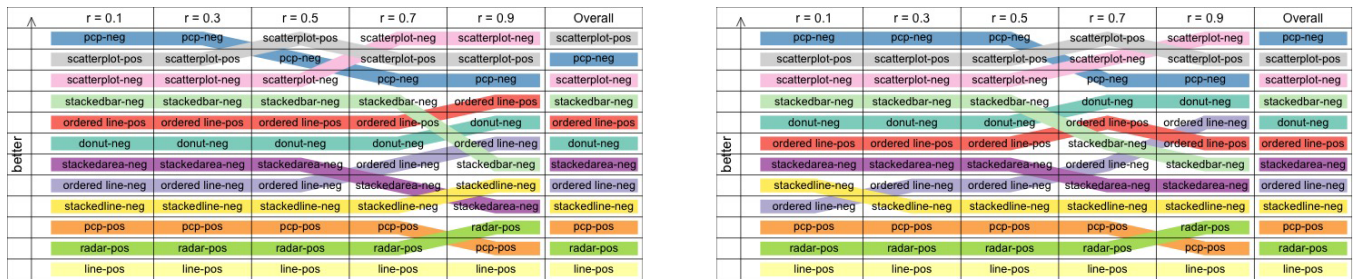 r = 0.1 r = 0.3 r = 0.5 r = 0.7 r = 0.9 Overall
pcp-neg pcp-neg scatterplot-pos scatterplot-neg scatterplot-neg scatterplot-pos
scatterplot-pos scatterplot-pos pcp-neg scatterplot-pos scatterplot-pos pcp-neg
scatterplot-neg scatterplot-neg scatterplot-neg pcp-neg pcp-neg scatterplot-neg
stackedbar-neg stackedbar-neg stackedbar-neg stackedbar-neg ordered line-pos stackedbar-neg
ordered line-pos ordered line-pos ordered line-pos ordered line-pos donut-neg ordered line-pos
donut-neg donut-neg donut-neg donut-neg ordered line-neg donut-neg
stackedarea-neg stackedarea-neg stackedarea-neg ordered line-neg stackedbar-neg stackedarea-neg
ordered line-neg ordered line-neg ordered line-neg stackedarea-neg stackedline-neg ordered line-neg
stackedline-neg stackedline-neg stackedline-neg stackedline-neg stackedarea-neg stackedline-neg
pcp-pos pcp-pos pcp-pos pcp-pos radar-pos pcp-pos
radar-pos radar-pos radar-pos radar-pos pcp-pos radar-pos
line-pos line-pos line-pos line-pos line-pos line-pos
better
r = 0.1 r = 0.3 r = 0.5 r = 0.7 r = 0.9 Overall
pcp-neg pcp-neg pcp-neg scatterplot-pos scatterplot-neg pcp-neg
scatterplot-pos scatterplot-pos scatterplot-pos scatterplot-neg scatterplot-pos scatterplot-pos
scatterplot-neg scatterplot-neg scatterplot-neg pcp-neg pcp-neg scatterplot-neg
stackedbar-neg stackedbar-neg stackedbar-neg donut-neg donut-neg stackedbar-neg
donut-neg donut-neg donut-neg ordered line-pos ordered line-neg donut-neg
ordered line-pos ordered line-pos ordered line-pos stackedbar-neg ordered line-pos ordered line-pos
stackedarea-neg stackedarea-neg stackedarea-neg ordered line-neg stackedbar-neg stackedarea-neg
stackedline-neg ordered line-neg ordered line-neg stackedarea-neg stackedarea-neg ordered line-neg
ordered line-neg stackedline-neg stackedline-neg stackedline-neg stackedline-neg stackedline-neg
pcp-pos pcp-pos pcp-pos pcp-pos radar-pos pcp-pos
radar-pos radar-pos radar-pos radar-pos pcp-pos radar-pos
line-pos line-pos line-pos line-pos line-pos line-pos
better